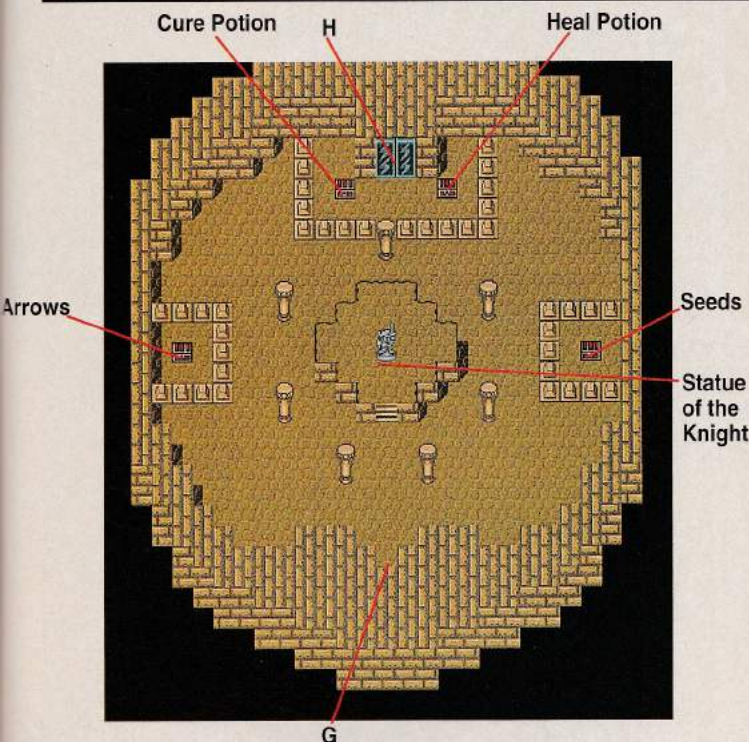 Cure Potion
H
Heal Potion
Arrows
Seeds
Statue
of the
Knight
G